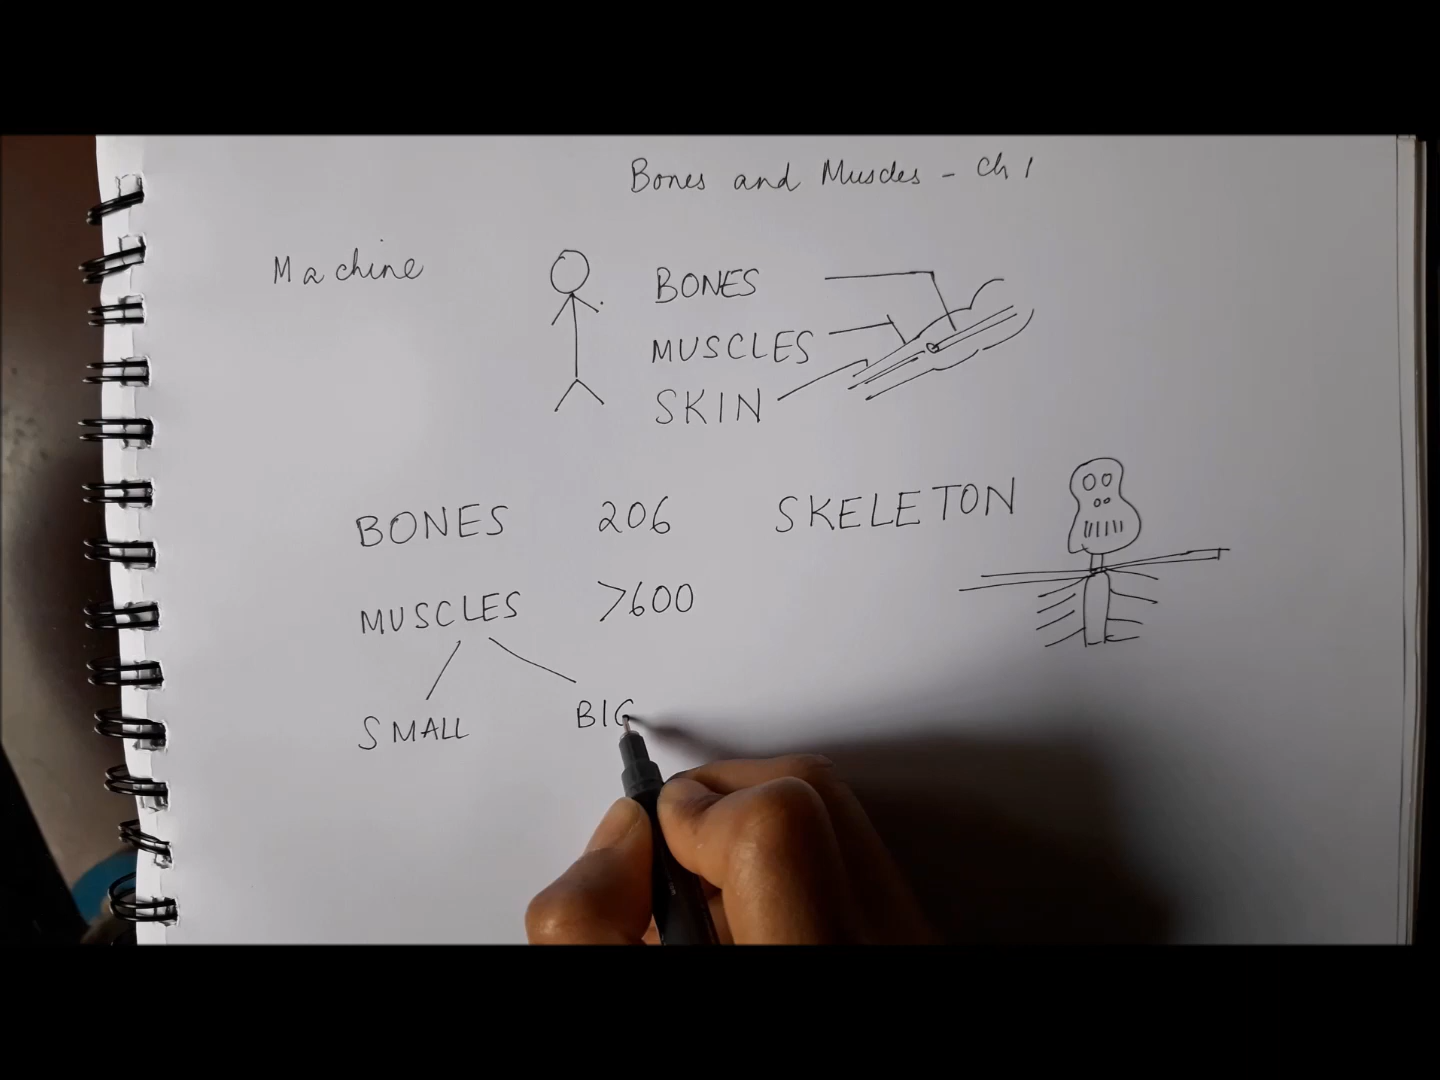 Bones and Muscles - Ch 1
Machine
BONES
MUSCLES
SKIN
BONES 206 SKELETON
MUSCLES >600
SMALL BIG